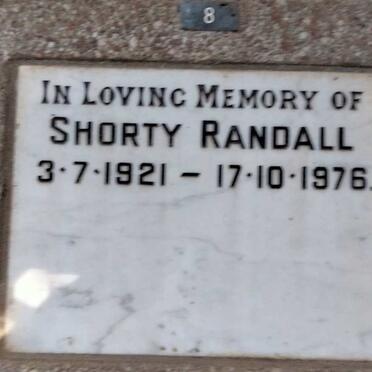 8
In Loving Memory of
Shorty Randall
3·7·1921 – 17·10·1976.